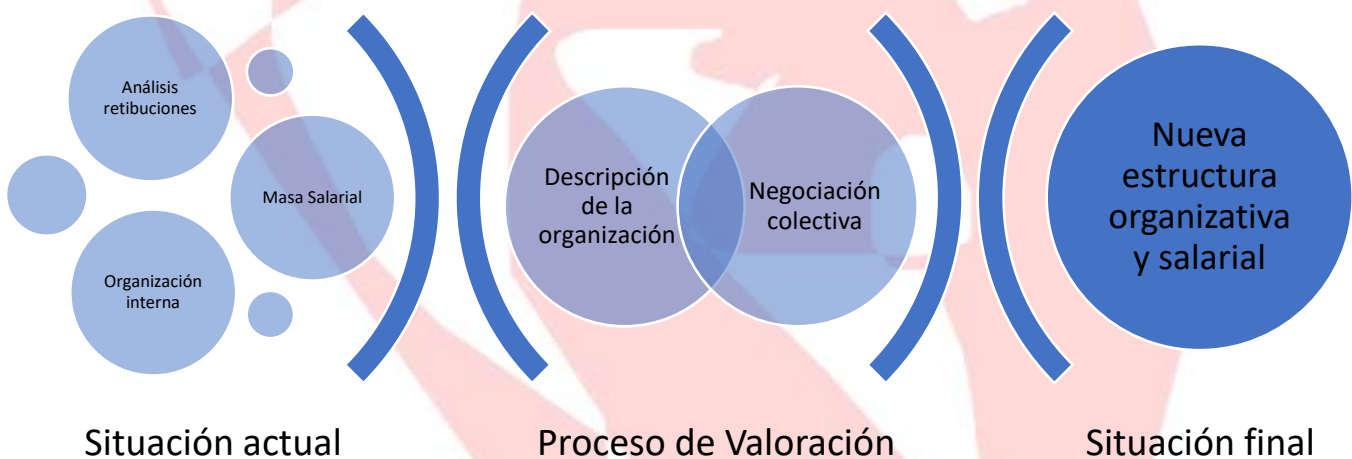 Análisis
retibuciones
Masa Salarial
Organización
interna
Situación actual
Descripción
de la
organización
Negociación
colectiva
Proceso de Valoración
Nueva
estructura
organizativa
y salarial
Situación final